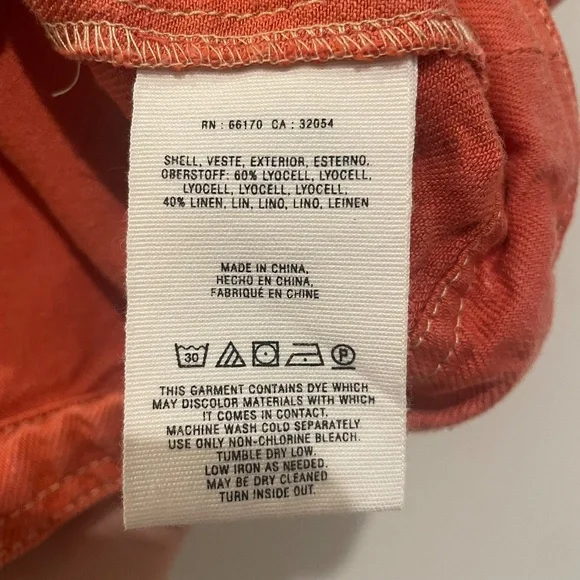 RN : 66170 CA : 32054
SHELL, VESTE, EXTERIOR, ESTERNO,
OBERSTOFF: 60% LYOCELL, LYOCELL,
LYOCELL, LYOCELL, LYOCELL,
40% LINEN, LIN, LINO, LINO, LEINEN
MADE IN CHINA,
HECHO EN CHINA,
FABRIQUÉ EN CHINE
30 P
THIS GARMENT CONTAINS DYE WHICH
MAY DISCOLOR MATERIALS WITH WHICH
IT COMES IN CONTACT.
MACHINE WASH COLD SEPARATELY
USE ONLY NON-CHLORINE BLEACH.
TUMBLE DRY LOW.
LOW IRON AS NEEDED.
MAY BE DRY CLEANED
TURN INSIDE OUT.